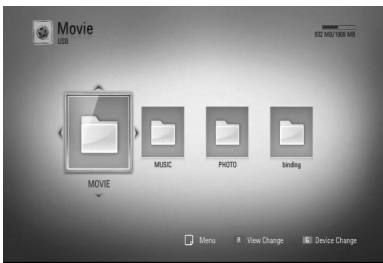 Movie
USB
932 MB/1908 MB
MOVIE
MUSIC
PHOTO
binding
Menu
R View Change
G Device Change